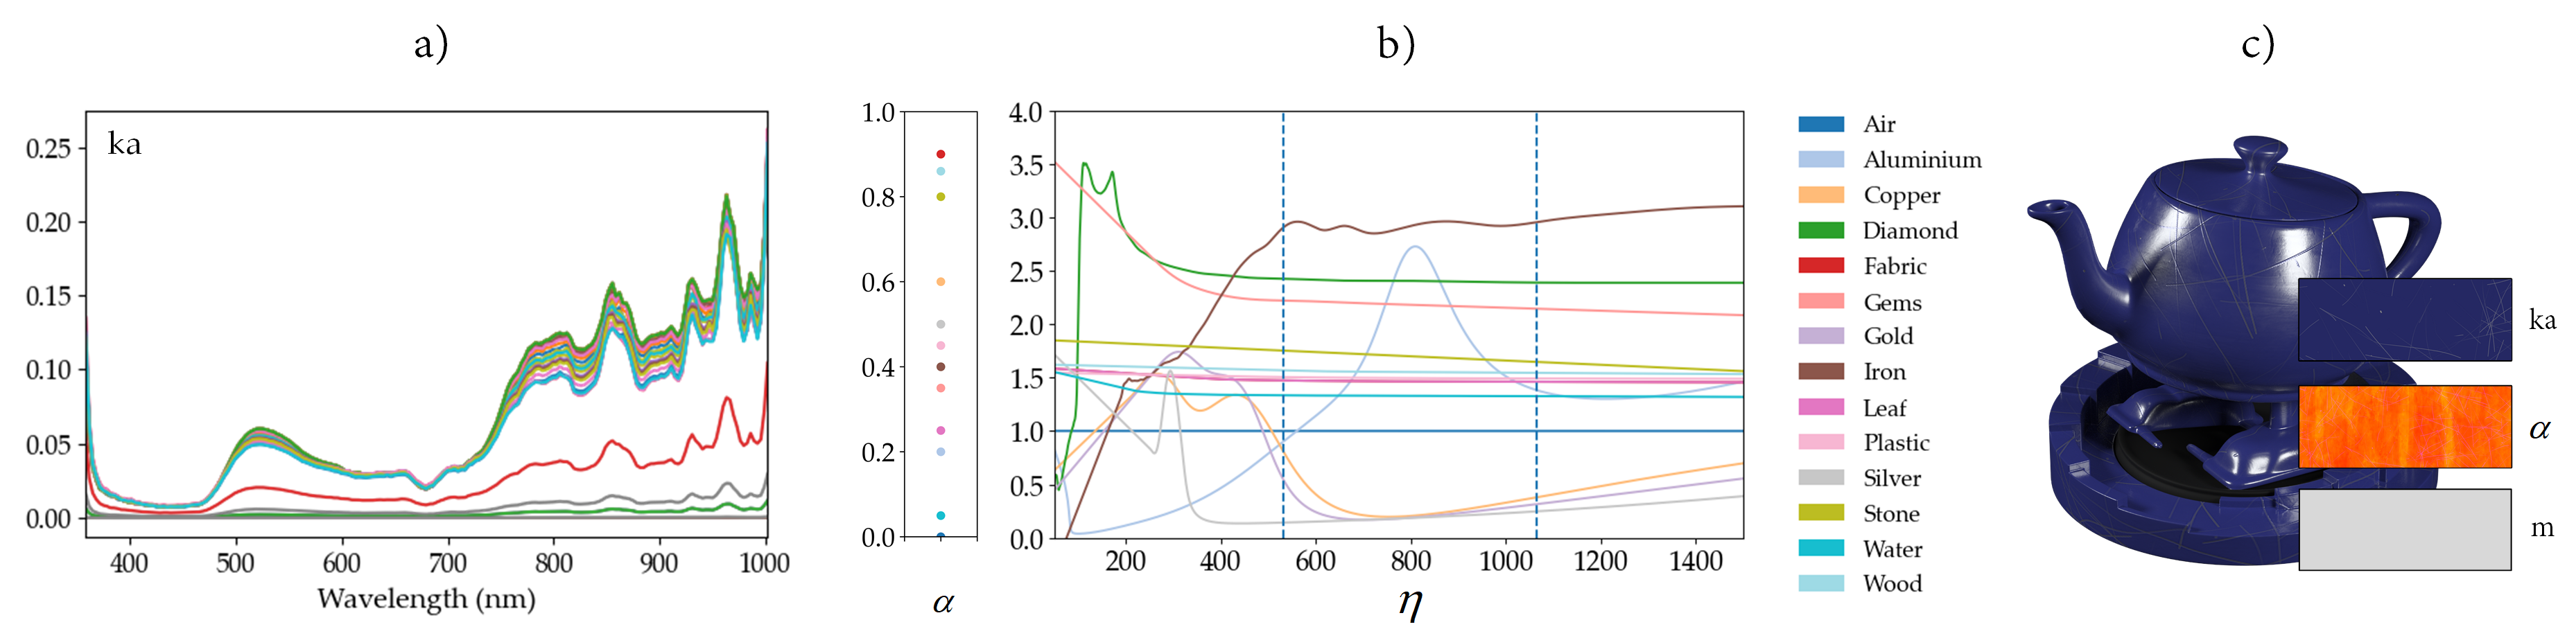 a)
b)
c)
ka
0.25
0.20
0.15
0.10
0.05
0.00
400 500 600 700 800 900 1000
Wavelength (nm)
1.0
0.8
0.6
0.4
0.2
0.0
α
4.0
3.5
3.0
2.5
2.0
1.5
1.0
0.5
0.0
200 400 600 800 1000 1200 1400
η
Air
Aluminium
Copper
Diamond
Fabric
Gems
Gold
Iron
Leaf
Plastic
Silver
Stone
Water
Wood
ka
α
m